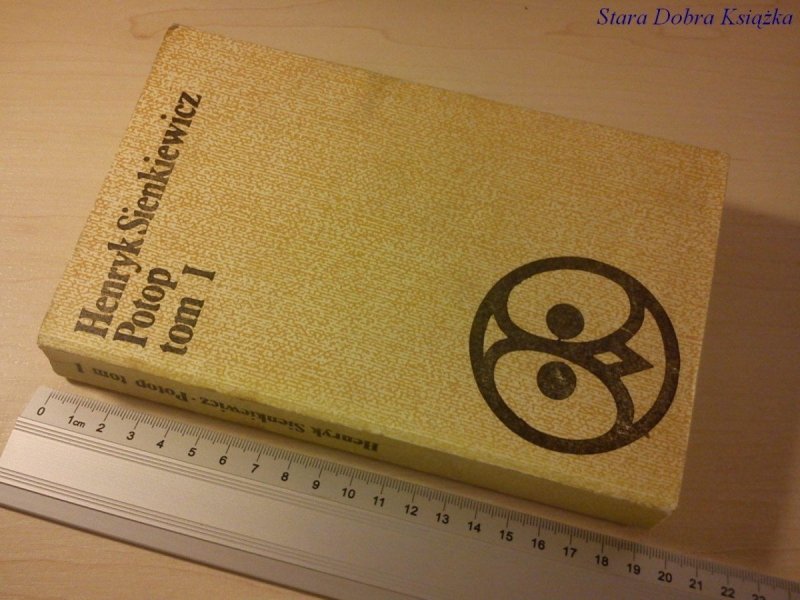 Stara Dobra Książka
Henryk Sienkiewicz
Potop
tom I
Henryk Sienkiewicz · Potop tom I
0 1cm 2 3 4 5 6 7 8 9 10 11 12 13 14 15 16 17 18 19 20 21 22